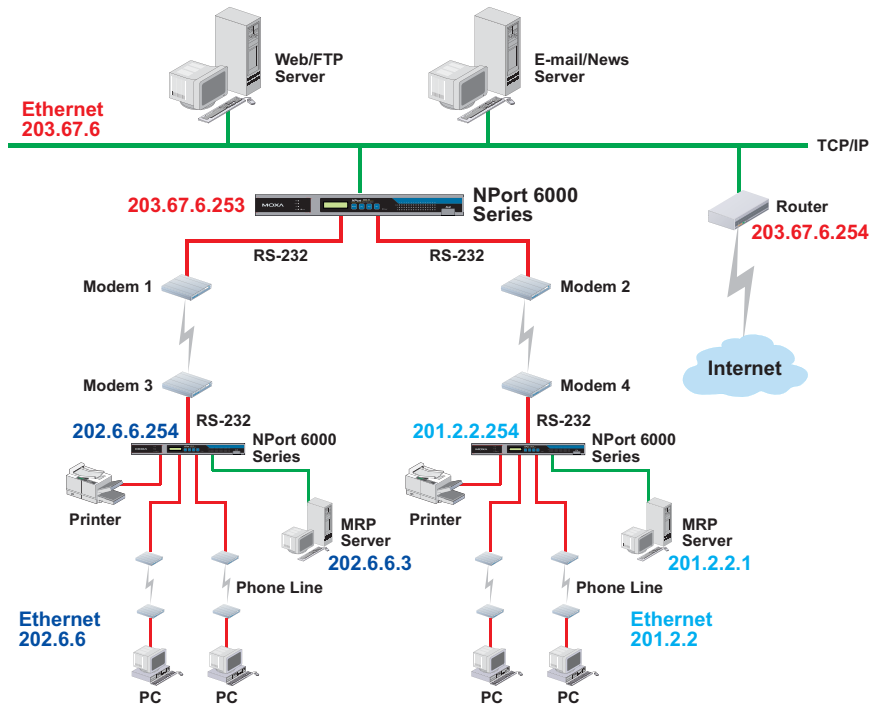 Web/FTP
Server
E-mail/News
Server
Ethernet
203.67.6
TCP/IP
203.67.6.253
MOXA
NPort
NPort 6000
Series
Router
203.67.6.254
RS-232
RS-232
Modem 1
Modem 2
Internet
Modem 3
Modem 4
RS-232
RS-232
202.6.6.254
NPort 6000
Series
201.2.2.254
NPort 6000
Series
Printer
MRP
Server
202.6.6.3
Printer
MRP
Server
201.2.2.1
Phone Line
Phone Line
Ethernet
202.6.6
Ethernet
201.2.2
PC
PC
PC
PC